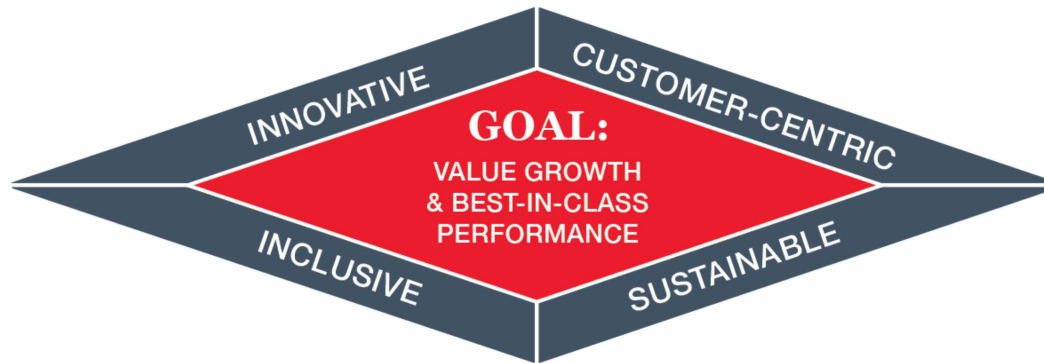 INNOVATIVE
CUSTOMER-CENTRIC
GOAL:
VALUE GROWTH
& BEST-IN-CLASS
PERFORMANCE
INCLUSIVE
SUSTAINABLE